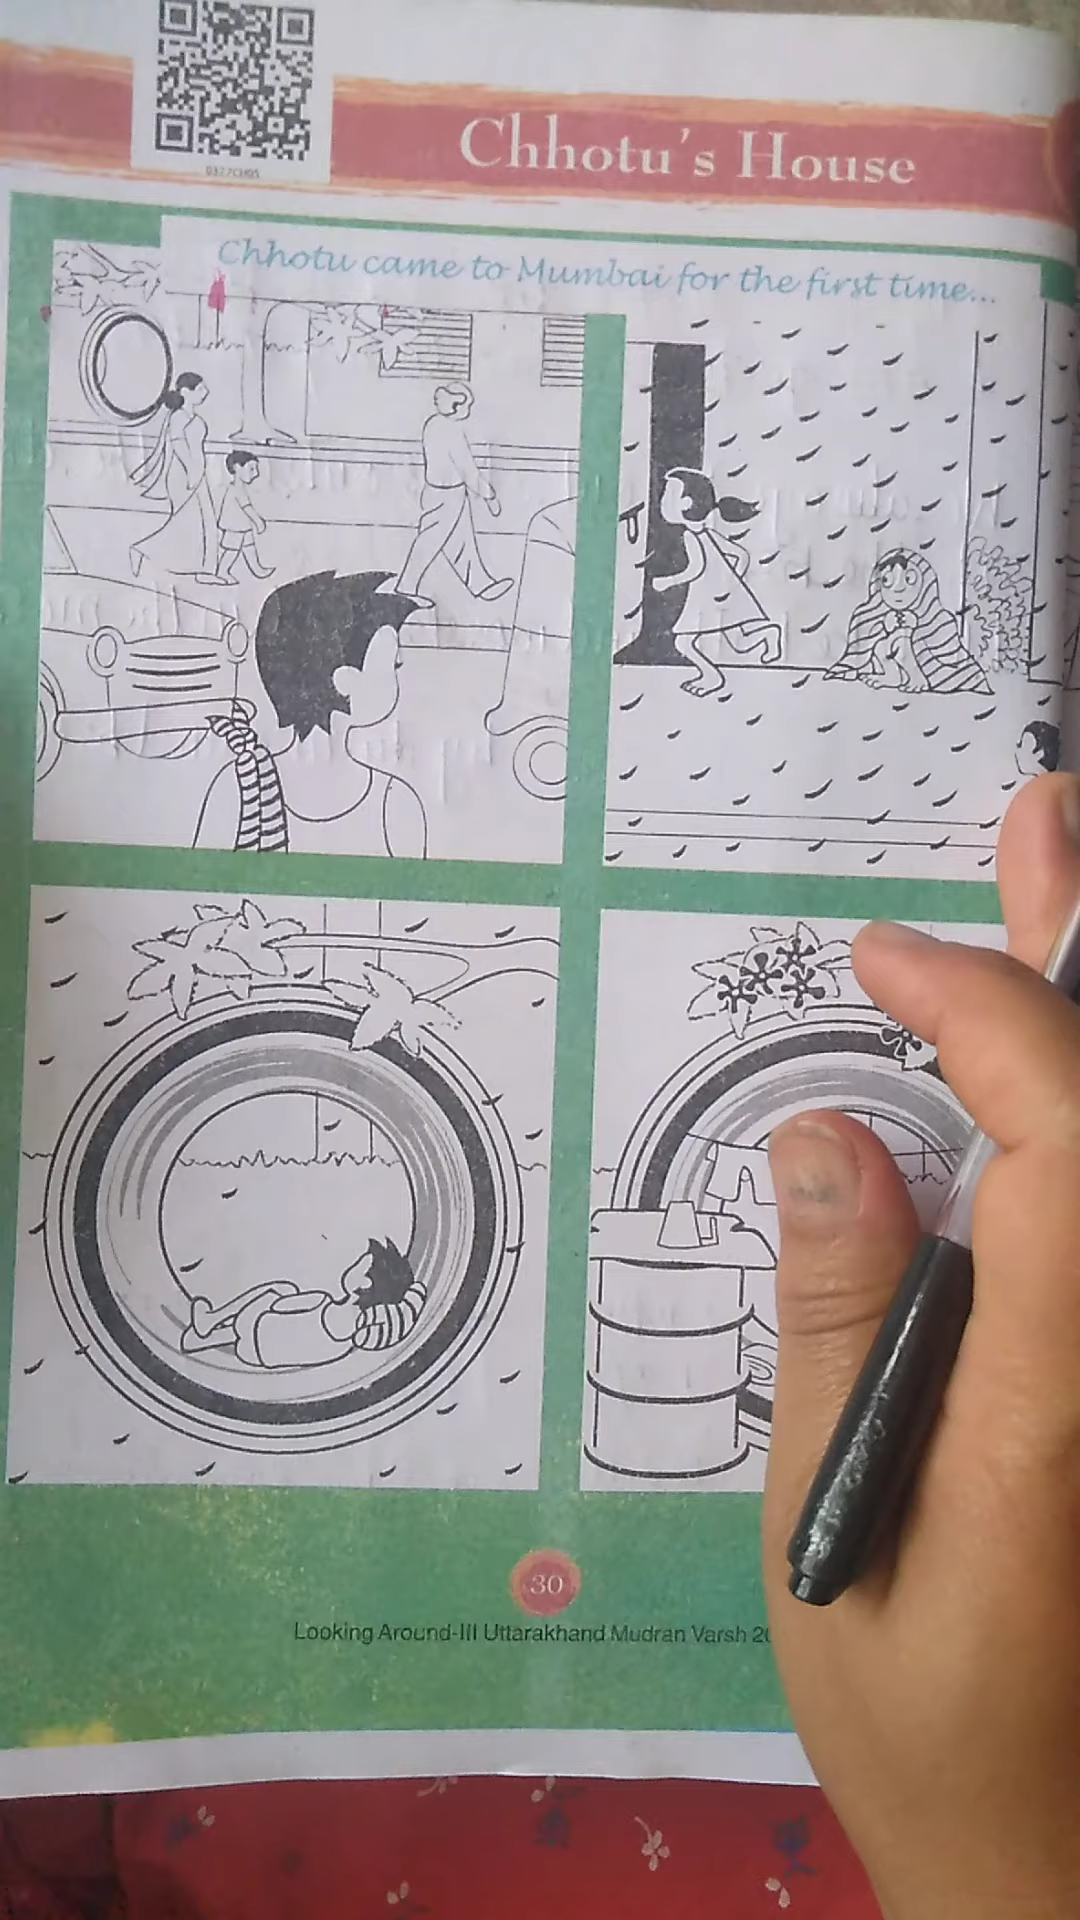 Chhotu's House
Chhotu came to Mumbai for the first time...
30
Looking Around-III Uttarakhand Mudran Varsh